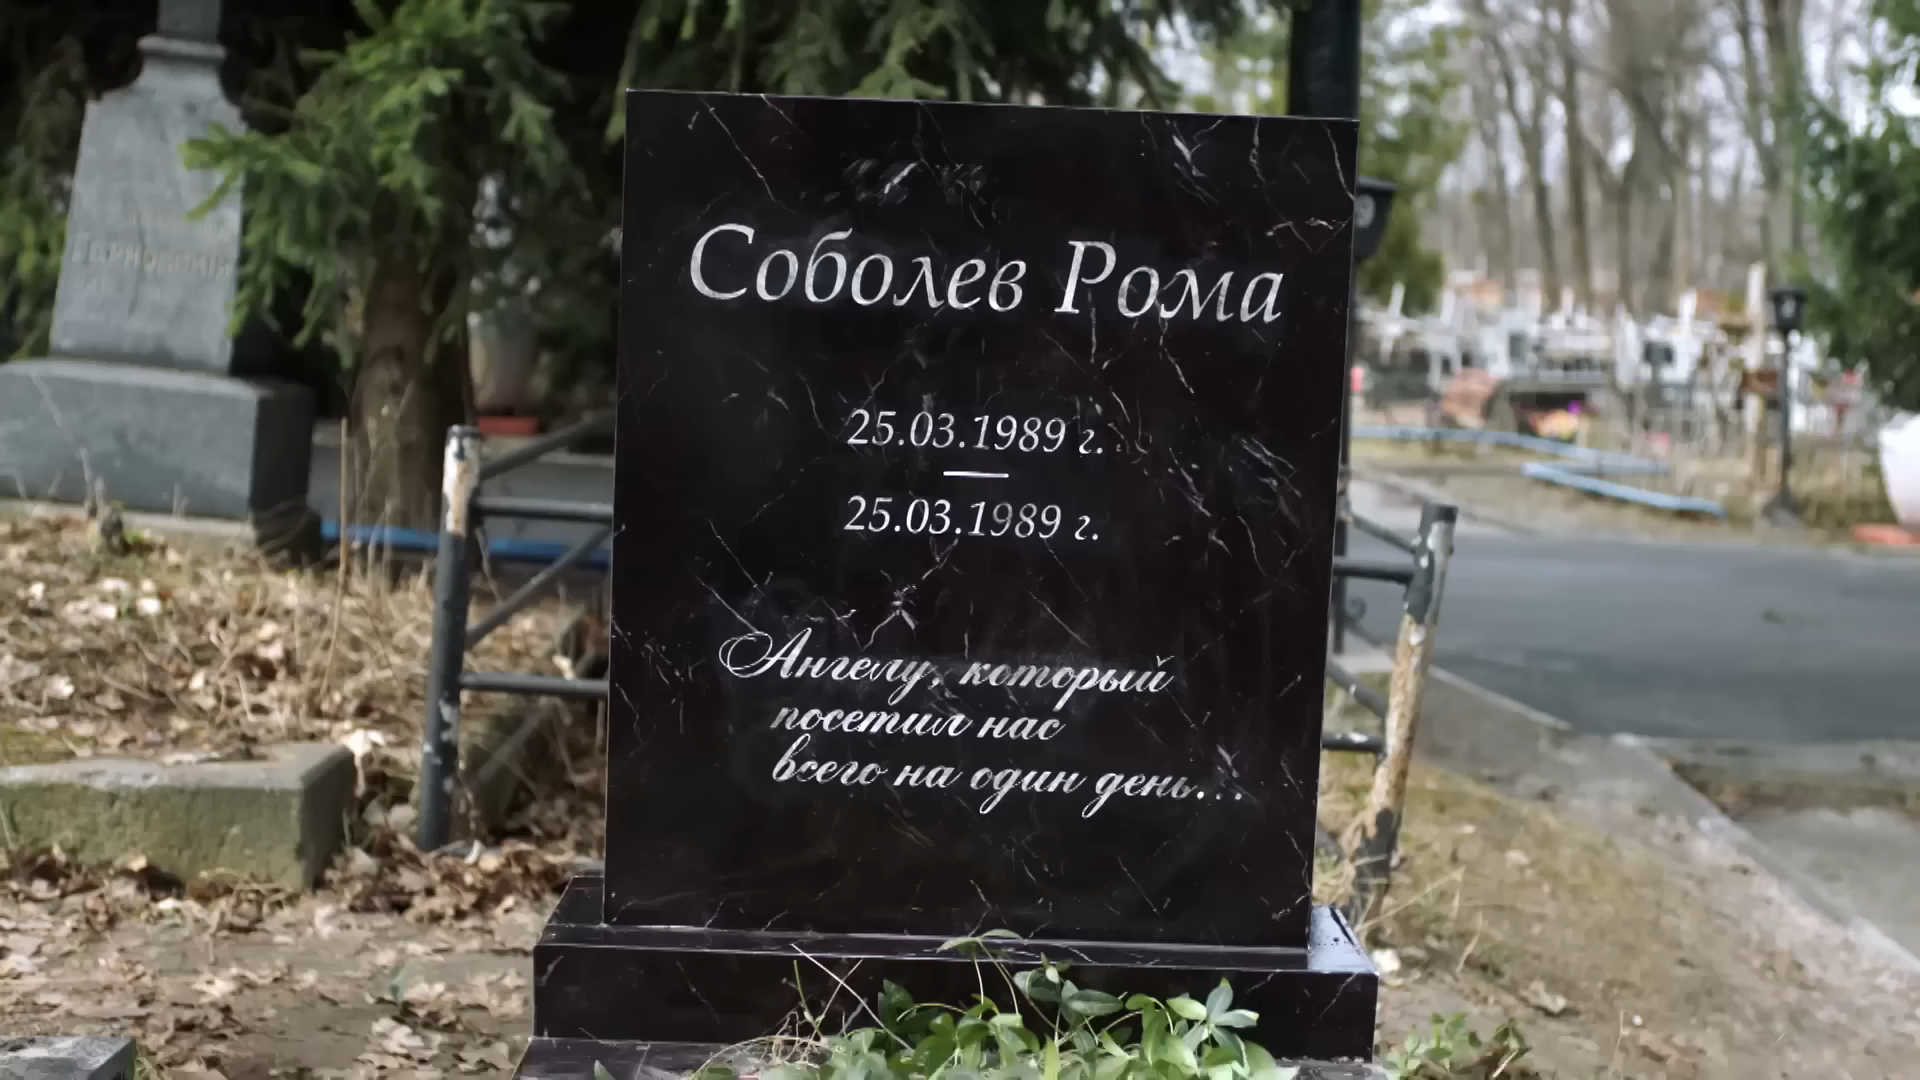 Соболев Рома
25.03.1989 г.
25.03.1989 г.
Ангелу, который
посетил нас
всего на один день...